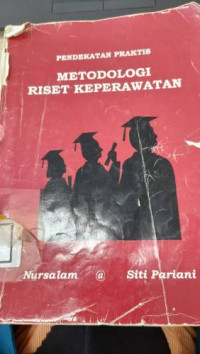 PENDEKATAN PRAKTIS
METODOLOGI
RISET KEPERAWATAN
Nursalam @ Siti Pariani